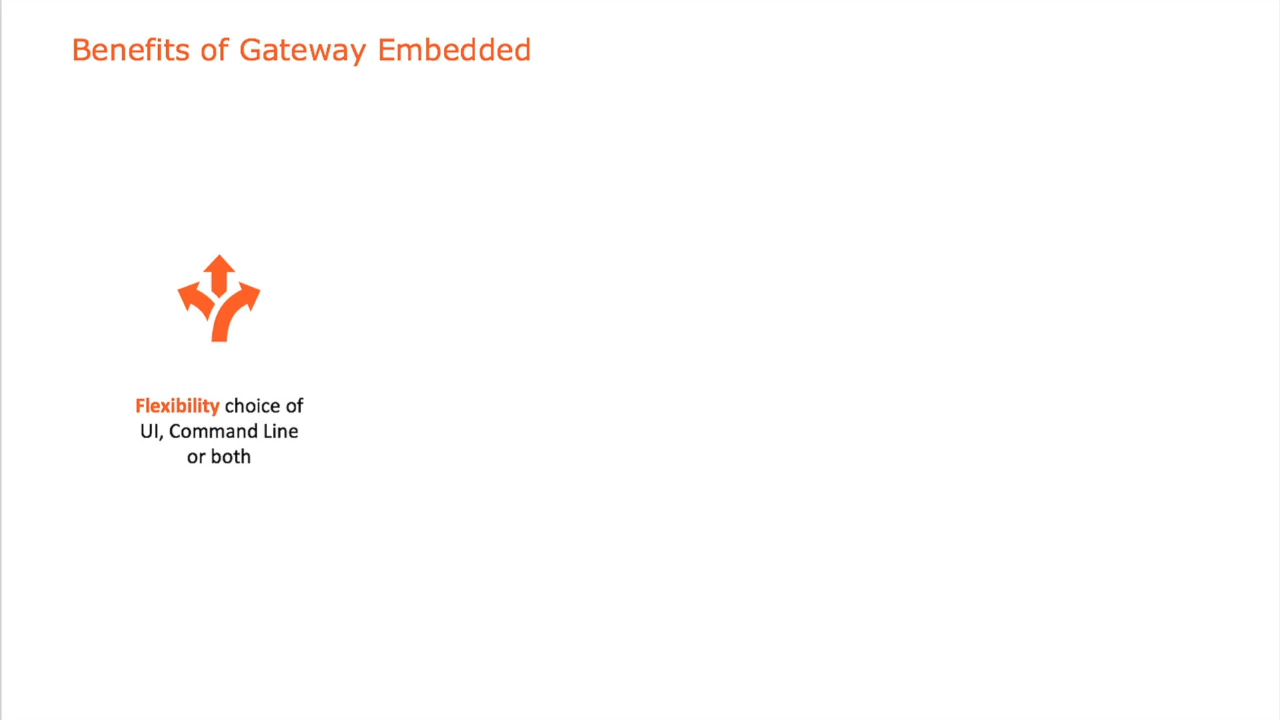 Benefits of Gateway Embedded
Flexibility choice of
UI, Command Line
or both